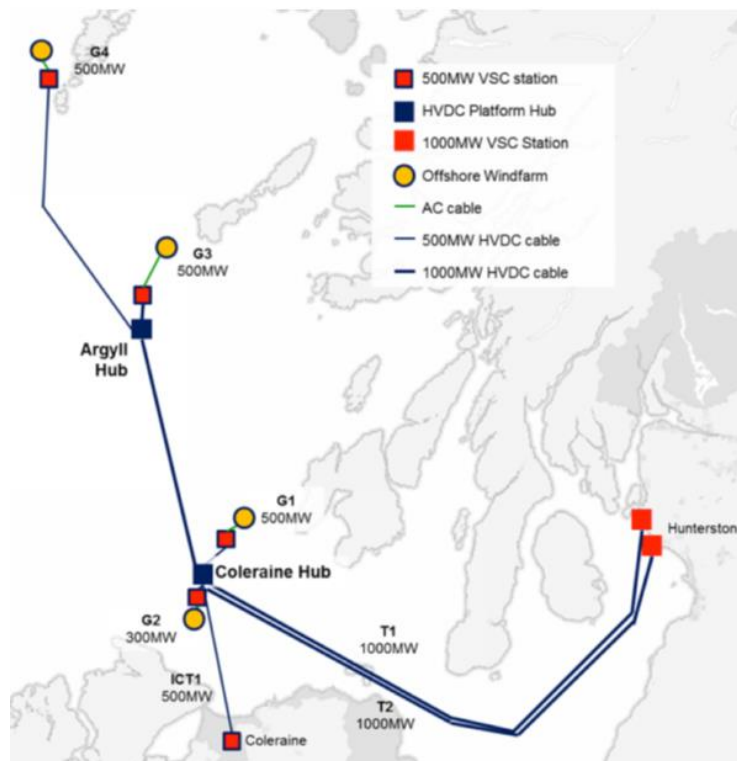 G4
500MW
500MW VSC station
HVDC Platform Hub
1000MW VSC Station
Offshore Windfarm
AC cable
500MW HVDC cable
1000MW HVDC cable
G3
500MW
Argyll
Hub
G1
500MW
Hunterston
Coleraine Hub
G2
300MW
T1
1000MW
ICT1
500MW
T2
1000MW
Coleraine